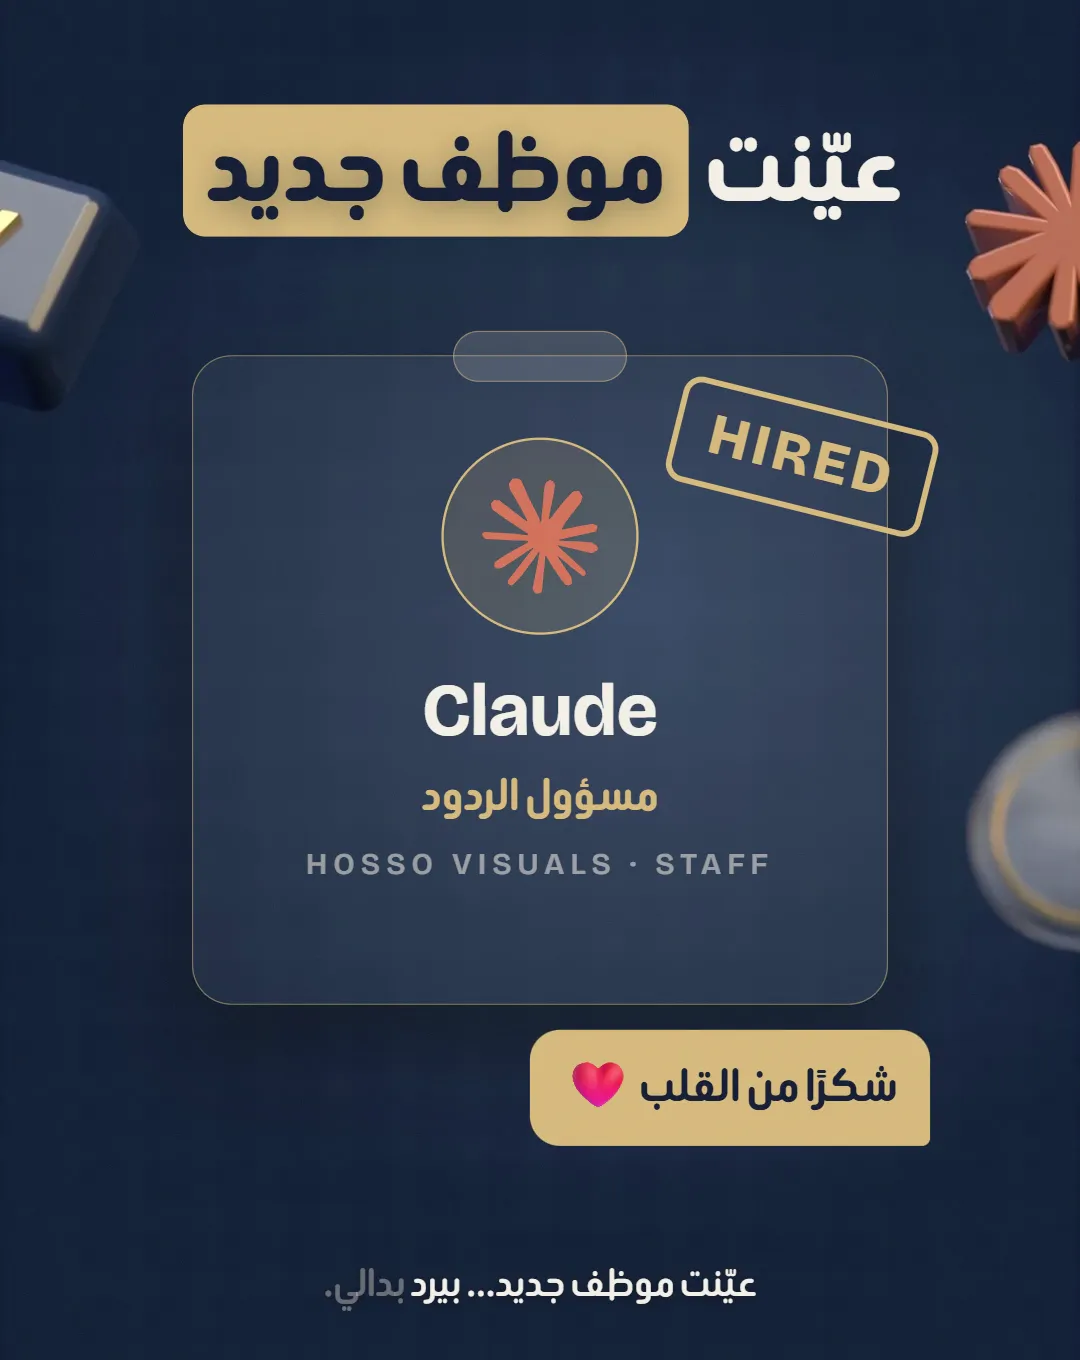 عيّنت موظف جديد
HIRED
Claude
مسؤول الردود
HOSSO VISUALS · STAFF
شكرًا من القلب
عيّنت موظف جديد... بيرد بدالي.